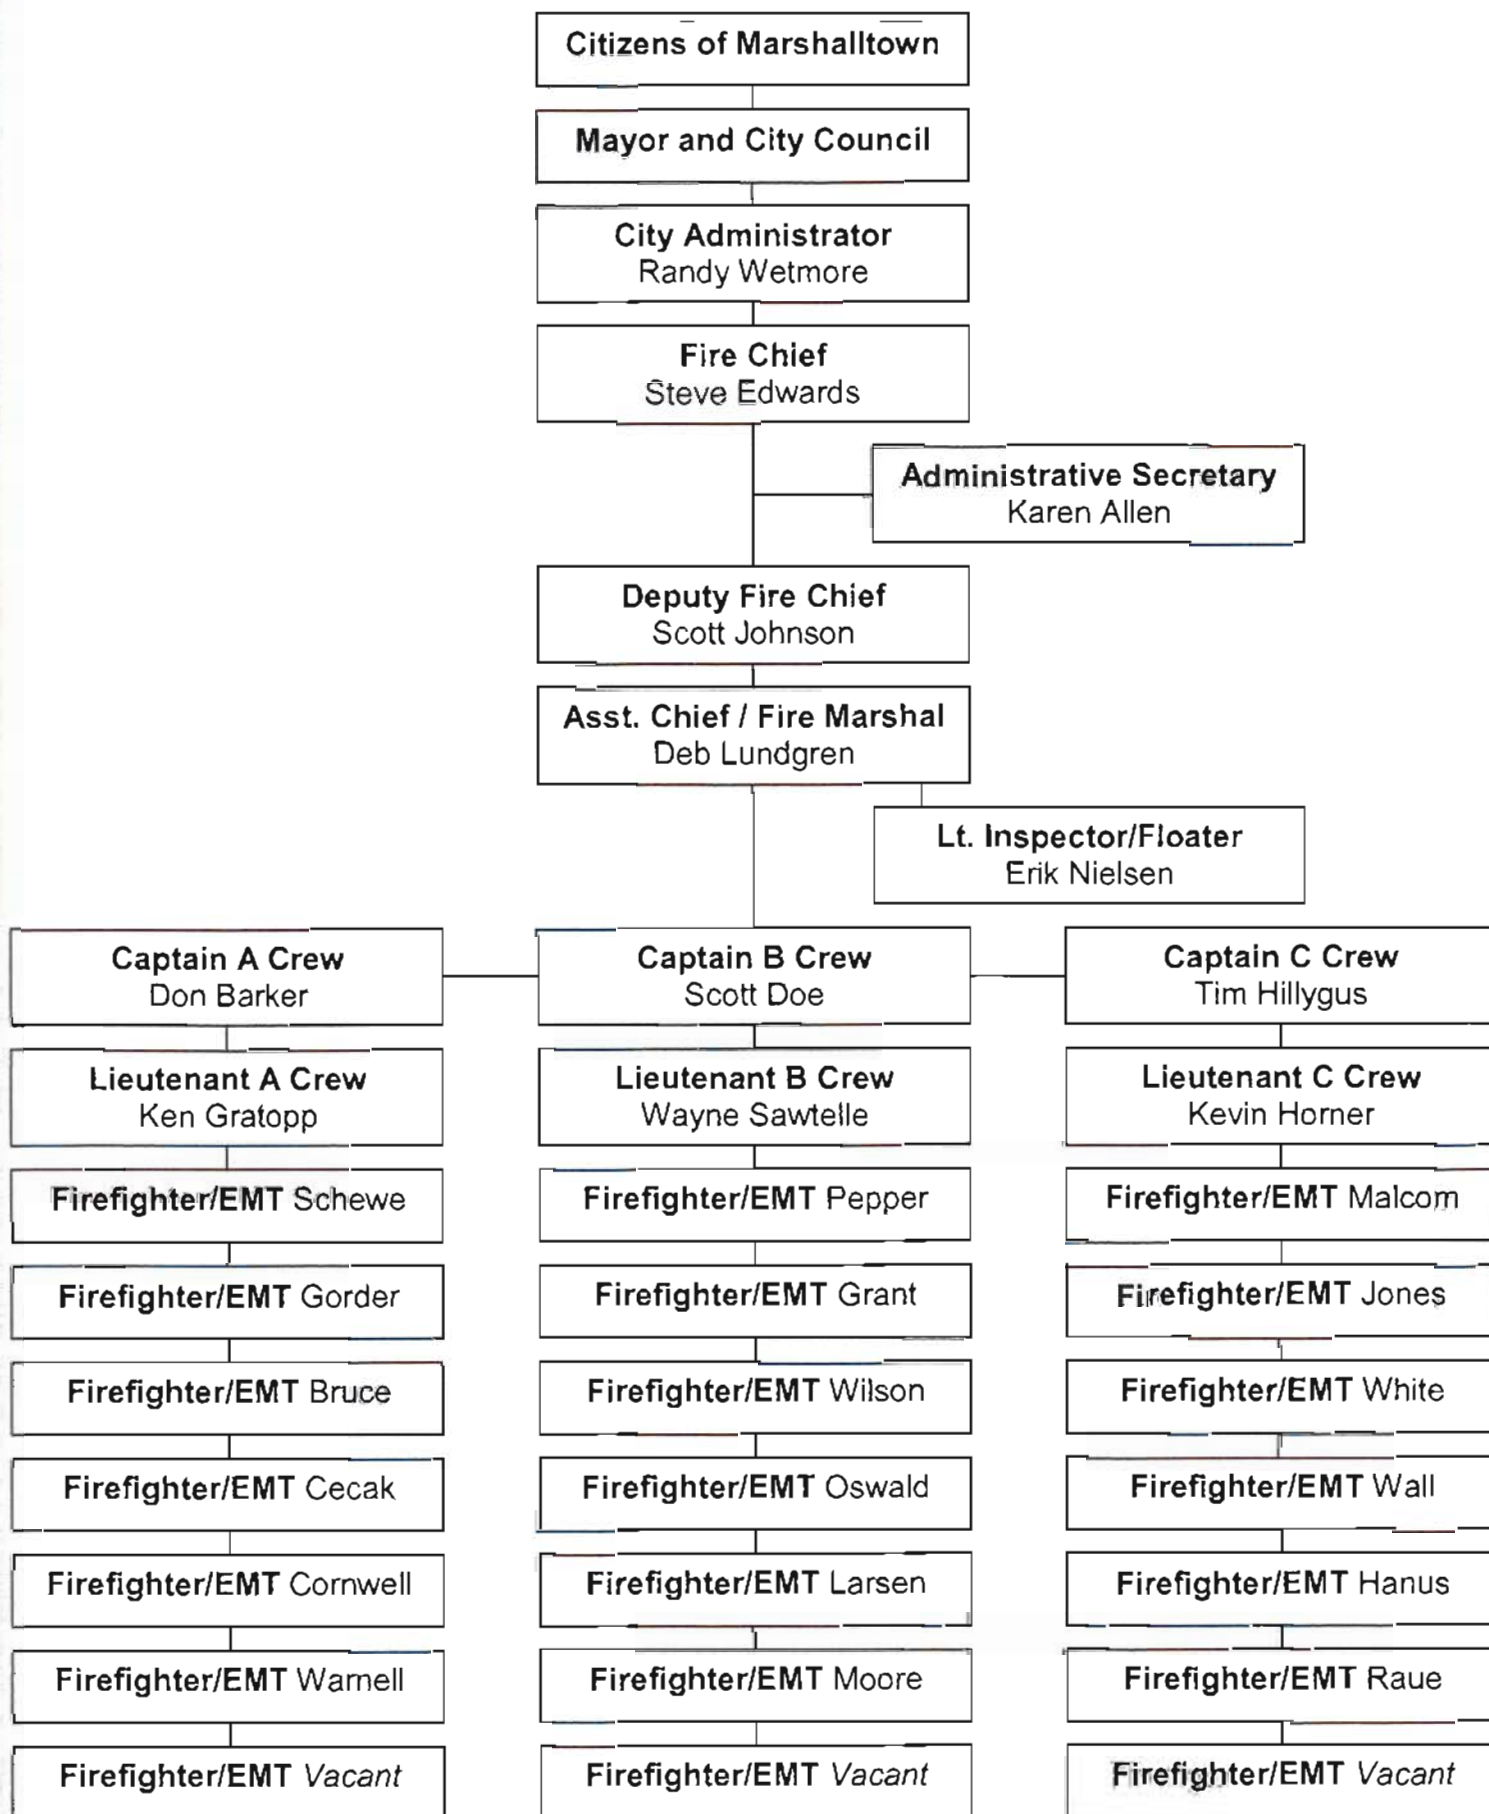 Citizens of Marshalltown
Mayor and City Council
City Administrator
Randy Wetmore
Fire Chief
Steve Edwards
Administrative Secretary
Karen Allen
Deputy Fire Chief
Scott Johnson
Asst. Chief / Fire Marshal
Deb Lundgren
Lt. Inspector/Floater
Erik Nielsen
Captain A Crew
Don Barker
Captain B Crew
Scott Doe
Captain C Crew
Tim Hillygus
Lieutenant A Crew
Ken Gratopp
Lieutenant B Crew
Wayne Sawtelle
Lieutenant C Crew
Kevin Horner
Firefighter/EMT Schewe
Firefighter/EMT Pepper
Firefighter/EMT Malcom
Firefighter/EMT Gorder
Firefighter/EMT Grant
Firefighter/EMT Jones
Firefighter/EMT Bruce
Firefighter/EMT Wilson
Firefighter/EMT White
Firefighter/EMT Cecak
Firefighter/EMT Oswald
Firefighter/EMT Wall
Firefighter/EMT Cornwell
Firefighter/EMT Larsen
Firefighter/EMT Hanus
Firefighter/EMT Warnell
Firefighter/EMT Moore
Firefighter/EMT Raue
Firefighter/EMT Vacant
Firefighter/EMT Vacant
Firefighter/EMT Vacant